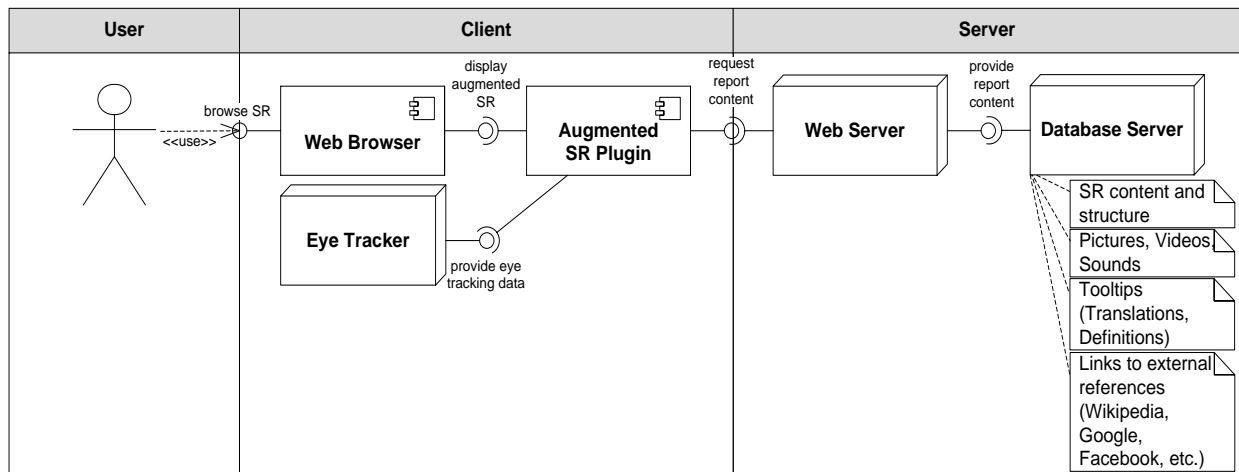 User
Client
Server
browse SR
<<use>>
Web Browser
display
augmented
SR
Augmented
SR Plugin
request
report
content
Web Server
provide
report
content
Database Server
Eye Tracker
provide eye
tracking data
SR content and
structure
Pictures, Videos,
Sounds
Tooltips
(Translations,
Definitions)
Links to external
references
(Wikipedia,
Google,
Facebook, etc.)